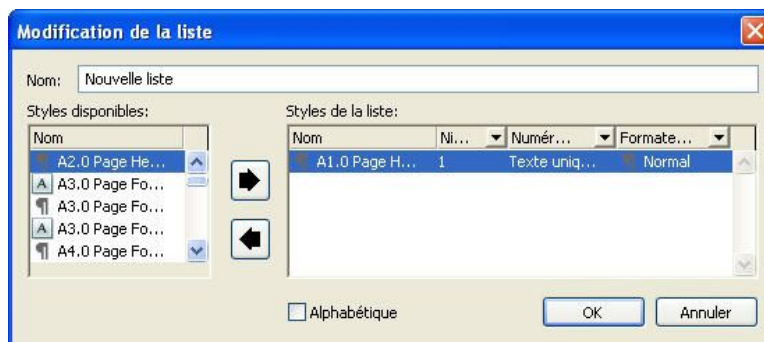 Modification de la liste
Nom: Nouvelle liste
Styles disponibles: Styles de la liste:
Nom Nom Ni... Numér... Formate...
A2.0 Page He... A1.0 Page H... 1 Texte uniq... Normal
A A3.0 Page Fo...
¶ A3.0 Page Fo...
A A3.0 Page Fo...
¶ A4.0 Page Fo...
Alphabétique OK Annuler